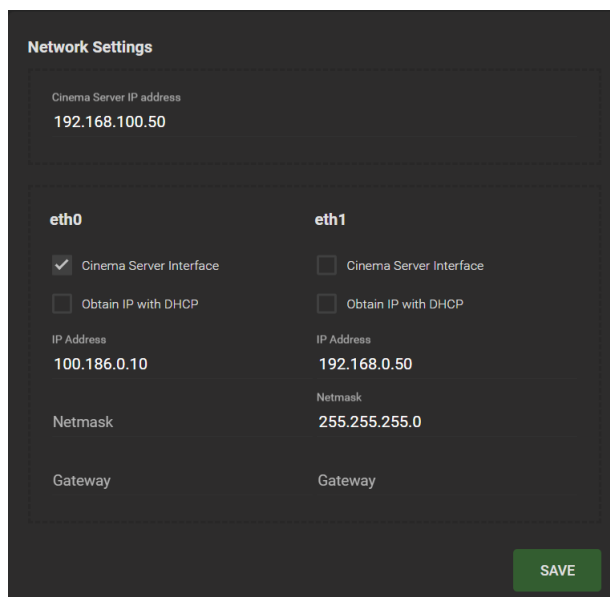 Network Settings
Cinema Server IP address
192.168.100.50
eth0
Cinema Server Interface
Obtain IP with DHCP
IP Address
100.186.0.10
Netmask
Gateway
eth1
Cinema Server Interface
Obtain IP with DHCP
IP Address
192.168.0.50
Netmask
255.255.255.0
Gateway
SAVE